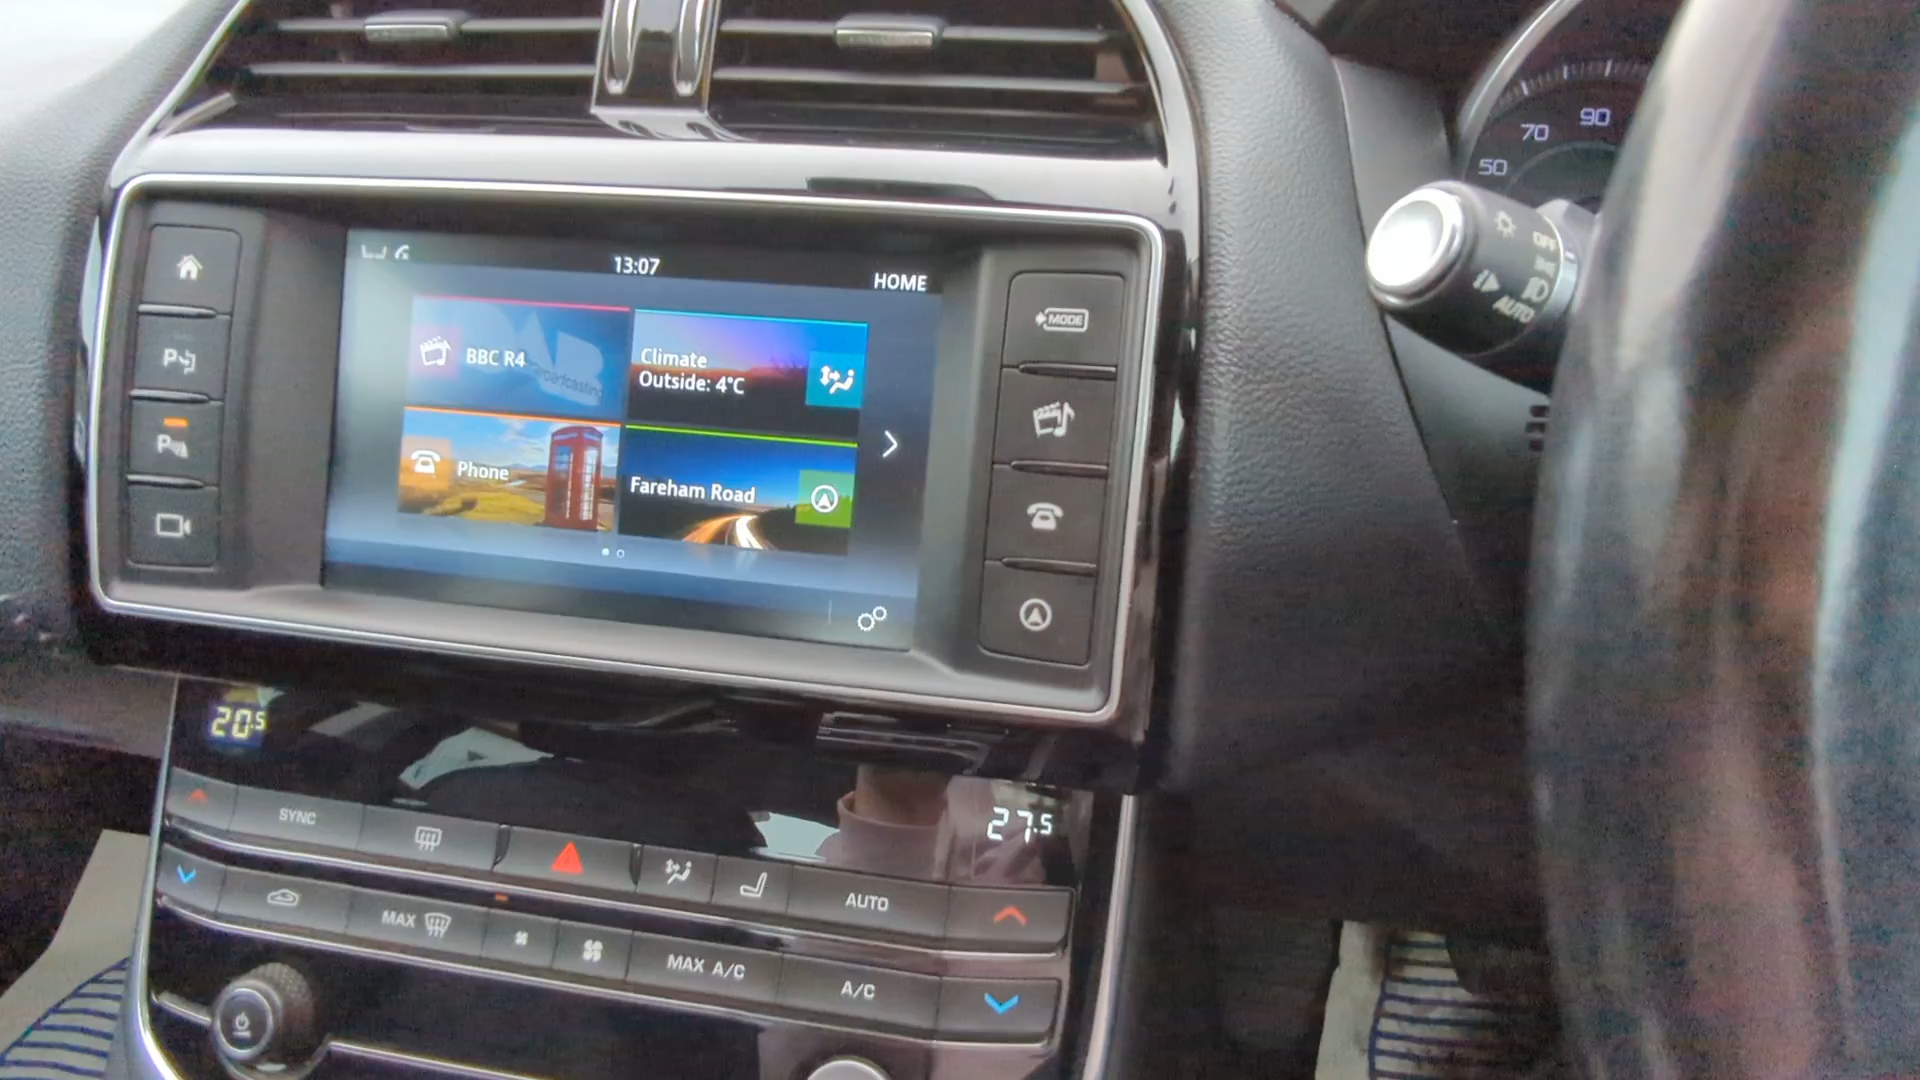 90
70
50
OFF
AUTO
13:07
HOME
MODE
BBC R4
Climate
Outside: 4°C
Phone
Fareham Road
20.5
27.5
SYNC
AUTO
MAX
MAX A/C
A/C